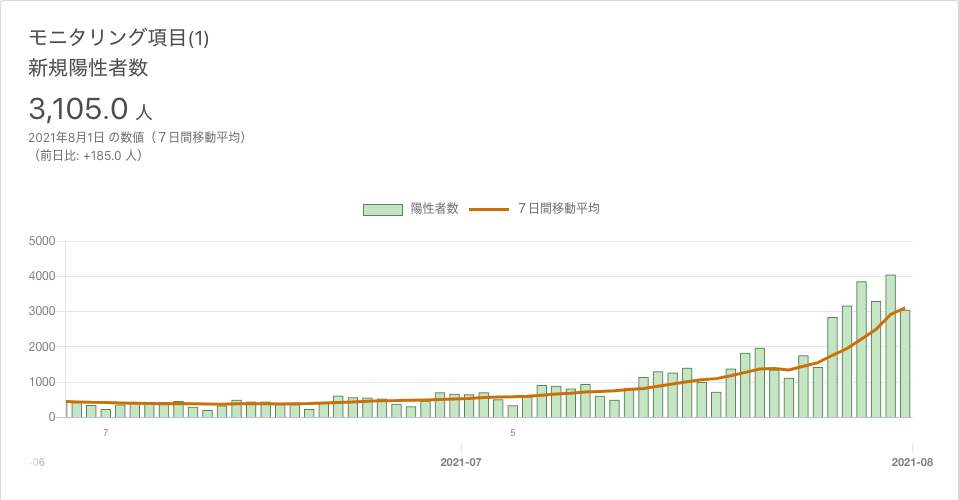 モニタリング項目(1)
新規陽性者数
3,105.0 人
2021年8月1日 の数値（７日間移動平均）
（前日比: +185.0 人）
陽性者数 ７日間移動平均
5000
4000
3000
2000
1000
0
7 5
-06 2021-07 2021-08